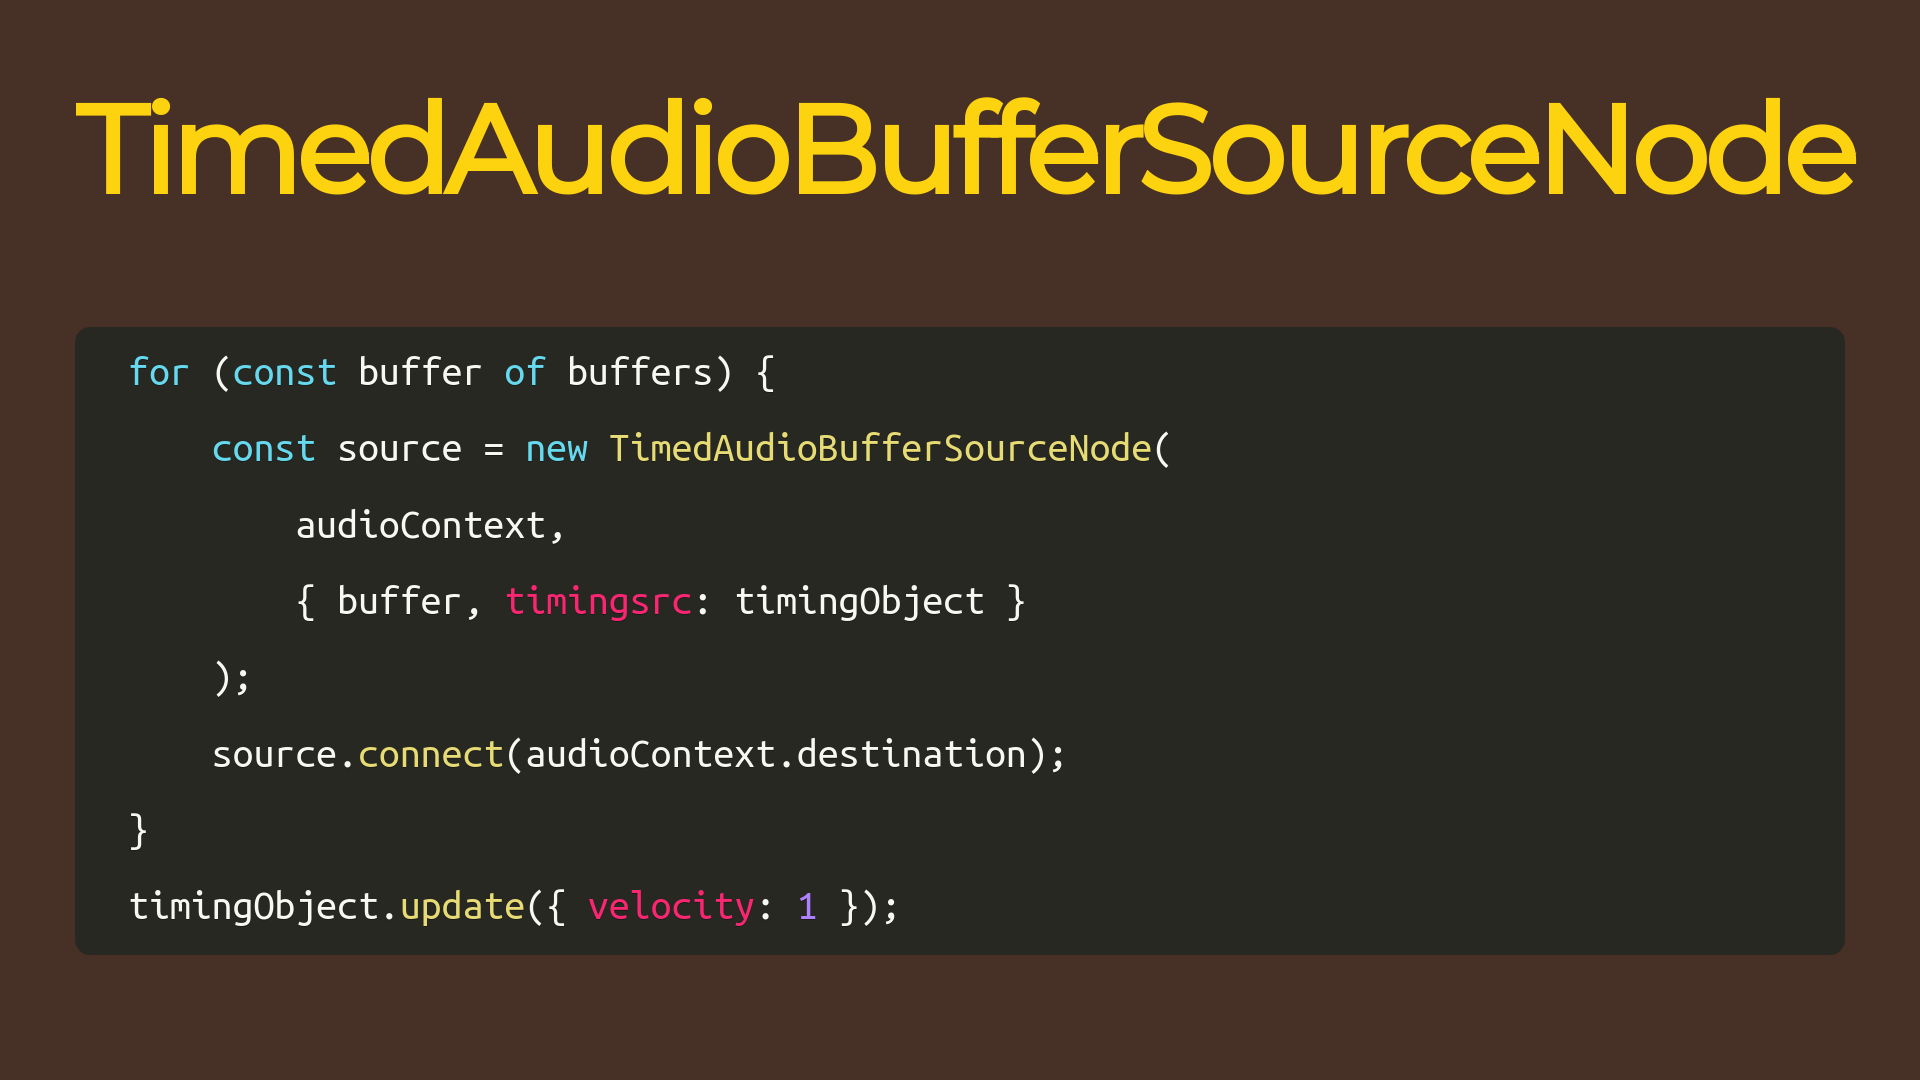 TimedAudioBufferSourceNode
for (const buffer of buffers) {
    const source = new TimedAudioBufferSourceNode(
        audioContext,
        { buffer, timingsrc: timingObject }
    );
    source.connect(audioContext.destination);
}
timingObject.update({ velocity: 1 });